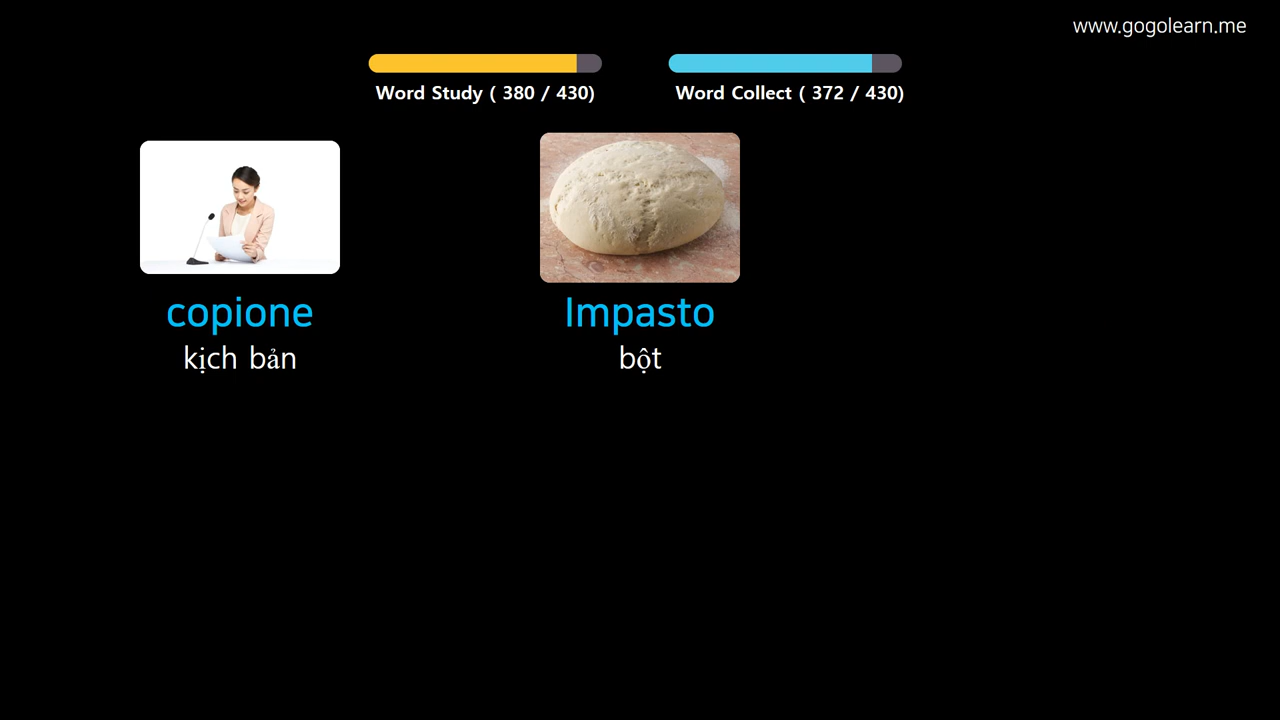 www.gogolearn.me
Word Study ( 380 / 430)
Word Collect ( 372 / 430)
copione
kịch bản
Impasto
bột